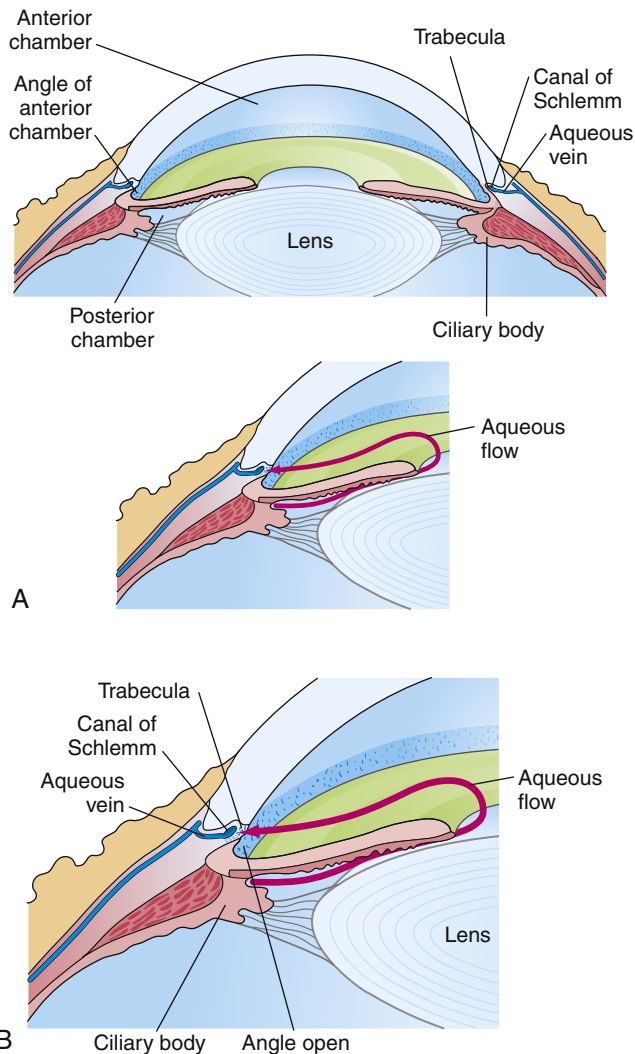 Anterior
chamber
Trabecula
Angle of
anterior
chamber
Canal of
Schlemm
Aqueous
vein
Lens
Posterior
chamber
Ciliary body
Aqueous
flow
A
Trabecula
Canal of
Schlemm
Aqueous
vein
Aqueous
flow
Lens
B
Ciliary body
Angle open